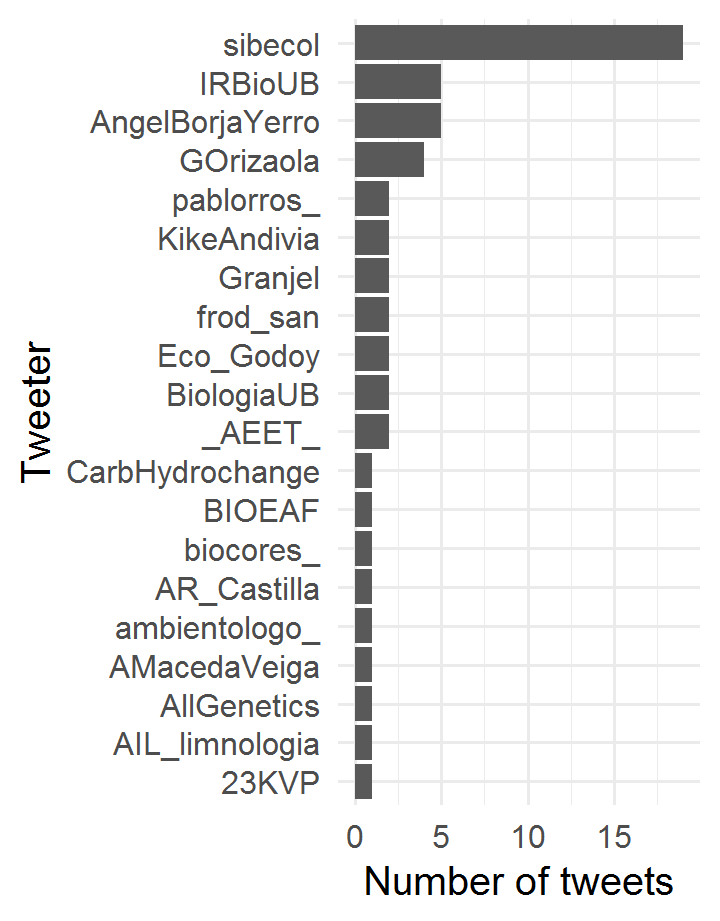 sibecol
IRBioUB
AngelBorjaYerro
GOrizaola
pablorros_
KikeAndivia
Granjel
frod_san
Eco_Godoy
BiologiaUB
_AEET_
CarbHydrochange
BIOEAF
biocores_
AR_Castilla
ambientologo_
AMacedaVeiga
AllGenetics
AIL_limnologia
23KVP
Tweeter
0 5 10 15
Number of tweets